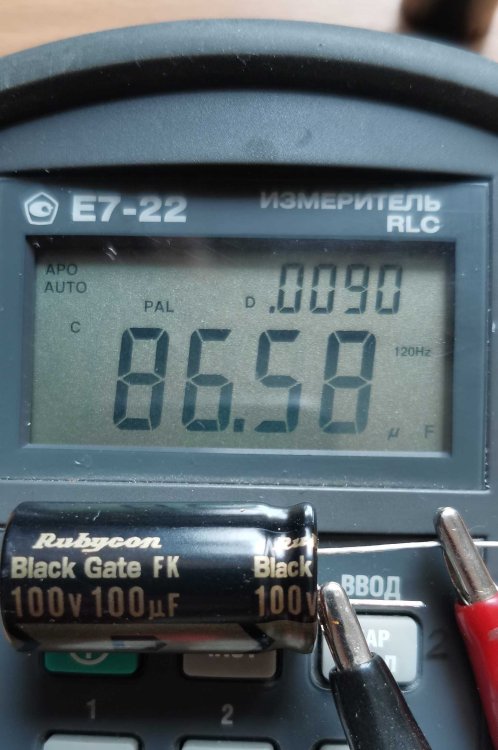 E7-22
ИЗМЕРИТЕЛЬ
RLC
APO
AUTO
PAL
D .0090
C
86.58
120Hz
µ F
Rubycon
Black Gate FK
Black
100V 100µF
100V
ВВОД
1
2
2